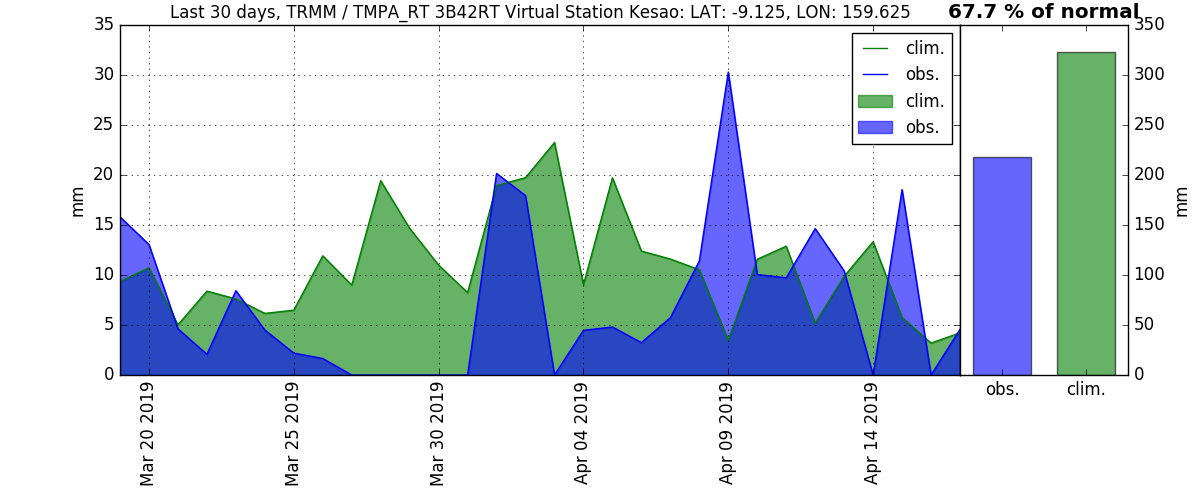 Last 30 days, TRMM / TMPA_RT 3B42RT Virtual Station Kesao: LAT: -9.125, LON: 159.625
67.7 % of normal
35
30
25
20
15
10
5
0
mm
clim.
obs.
clim.
obs.
Mar 20 2019
Mar 25 2019
Mar 30 2019
Apr 04 2019
Apr 09 2019
Apr 14 2019
obs.
clim.
350
300
250
200
150
100
50
0
mm